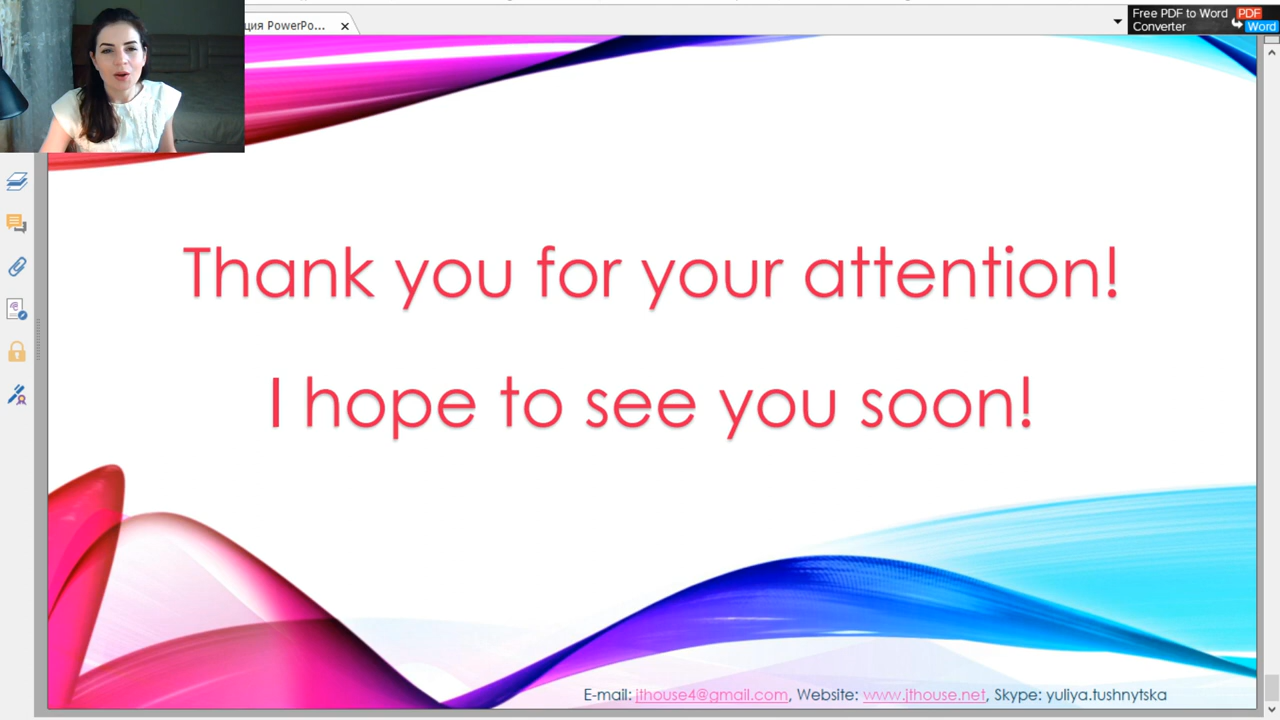 ция PowerPo...
Free PDF to Word
Converter
PDF
Word
Thank you for your attention!
I hope to see you soon!
E-mail: jthouse4@gmail.com, Website: www.jthouse.net, Skype: yuliya.tushnytska